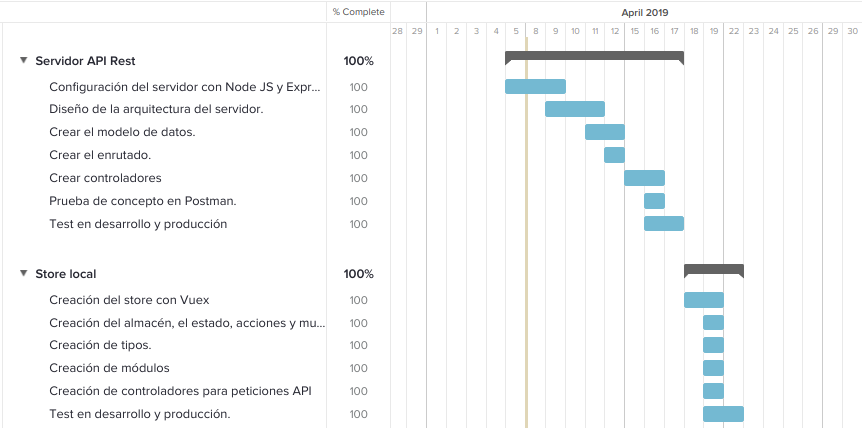 % Complete
April 2019
28 29 1 2 3 4 5 8 9 10 11 12 15 16 17 18 19 22 23 24 25 26 29 30
Servidor API Rest 100%
Configuración del servidor con Node JS y Expr... 100
Diseño de la arquitectura del servidor. 100
Crear el modelo de datos. 100
Crear el enrutado. 100
Crear controladores 100
Prueba de concepto en Postman. 100
Test en desarrollo y producción 100
Store local 100%
Creación del store con Vuex 100
Creación del almacén, el estado, acciones y mu... 100
Creación de tipos. 100
Creación de módulos 100
Creación de controladores para peticiones API 100
Test en desarrollo y producción. 100